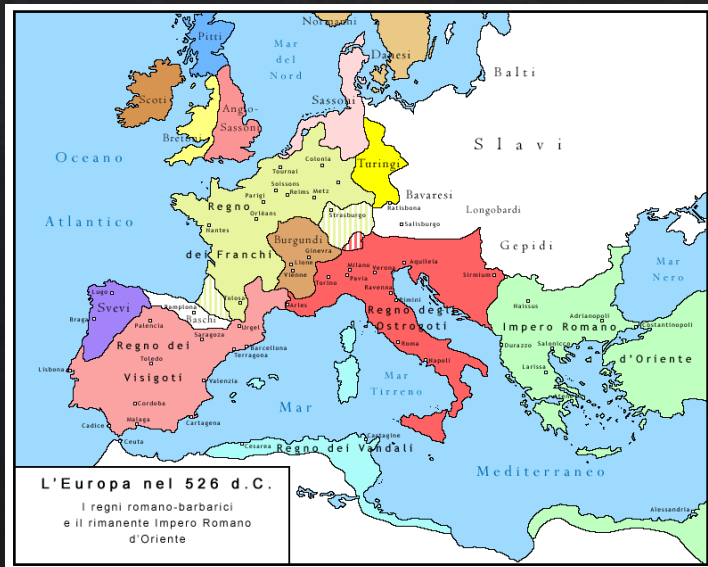 Normanni
Pitti
Mar
del
Nord
Danesi
Balti
Scoti
Anglo-
Sassoni
Sassoni
Bretoni
Slavi
Oceano
Colonia
Turingi
Tournai
Soissons
Parigi
Reims
Metz
Bavaresi
Regno
Ratisbona
Longobardi
Orléans
Strasburgo
Atlantico
Nantes
Salisburgo
Burgundi
Gepidi
dei Franchi
Ginevra
Lione
Milano
Verona
Aquileia
Mar
Nero
Vienne
Torino
Pavia
Sirmium
Lugo
Svevi
Pamplona
Tolosa
Ravenna
Rimini
Arles
Naissus
Braga
Baschi
Regno degli
Ostrogoti
Adrianopoli
Palencia
Urgel
Impero Romano
Costantinopoli
Saragoza
Regno dei
Barcellona
Roma
Durazzo
Salonicco
Terragona
Toledo
d'Oriente
Lisbona
Visigoti
Valenzia
Napoli
Larissa
Mar
Tirreno
Cordoba
Mar
Malaga
Cartagena
Cadice
Ceuta
Cartagine
Cesarea
Regno dei Vandali
Mediterraneo
L'Europa nel 526 d.C.
I regni romano-barbarici
e il rimanente Impero Romano
d'Oriente
Alessandria